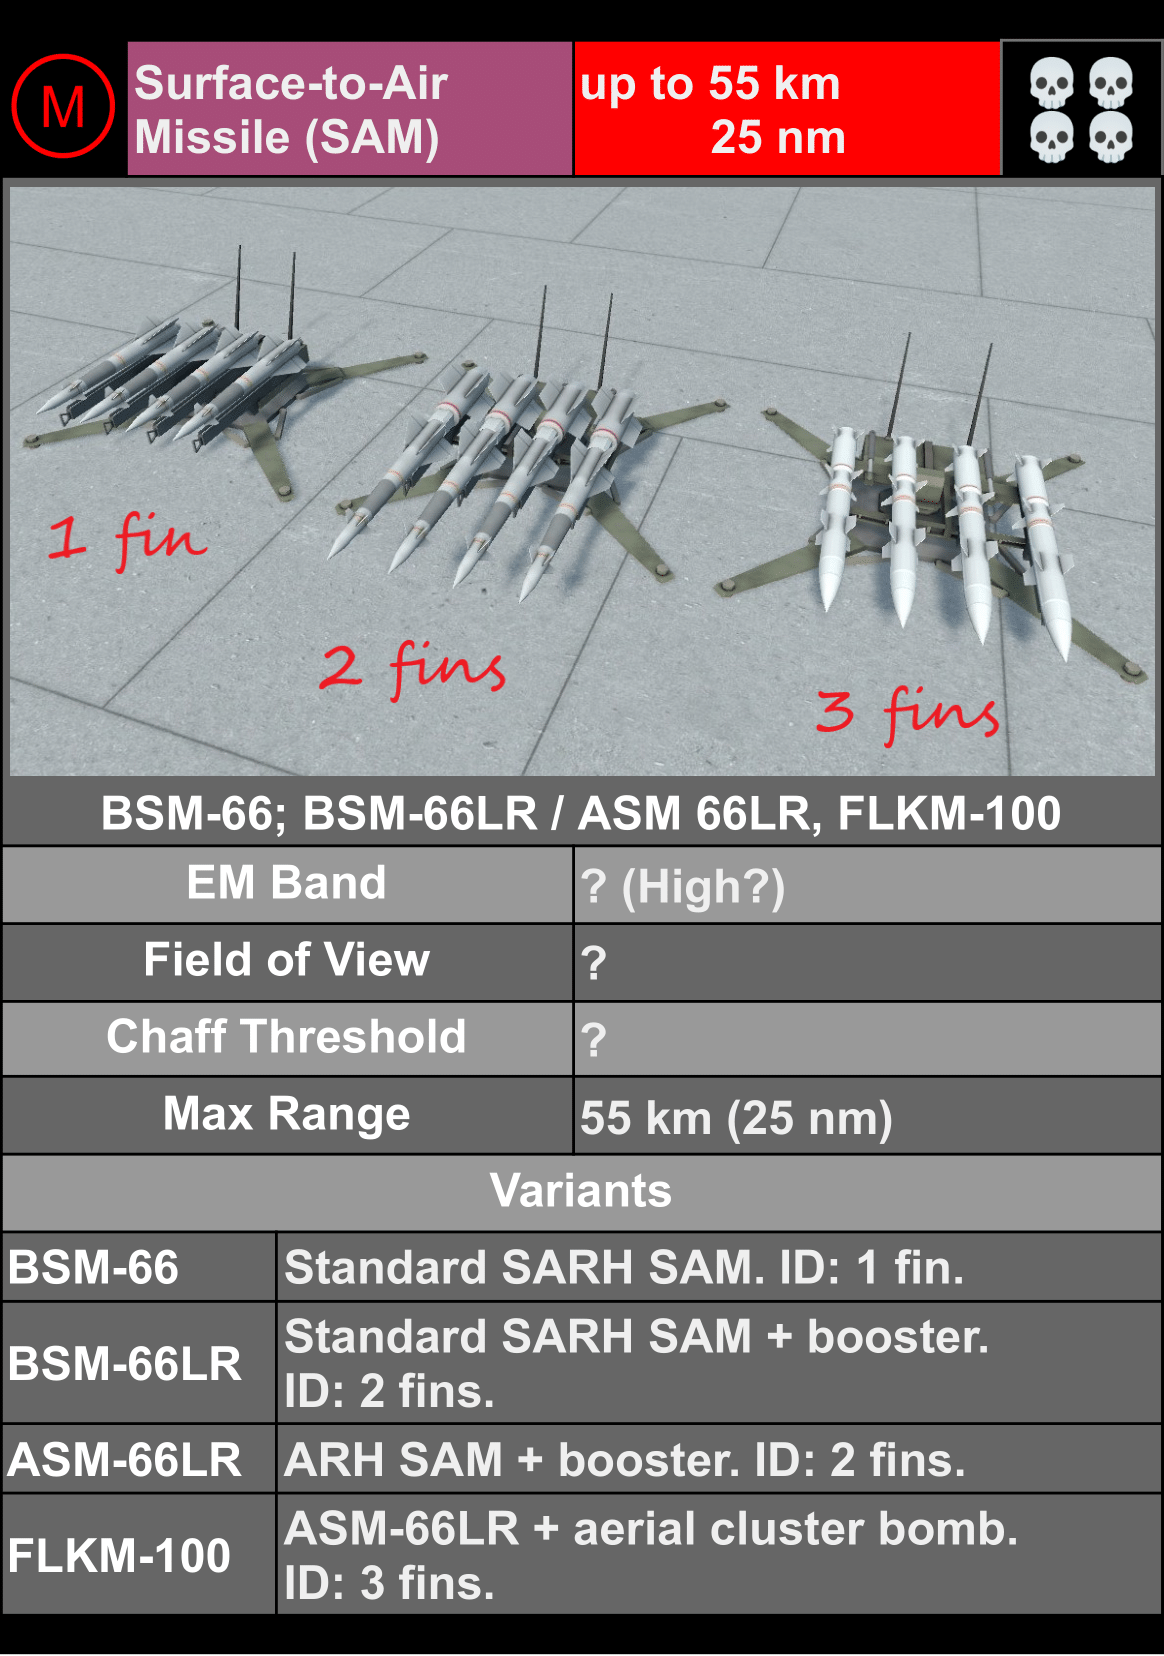 M
Surface-to-Air
Missile (SAM)
up to 55 km
25 nm
1 fin
2 fins
3 fins
BSM-66; BSM-66LR / ASM 66LR, FLKM-100
EM Band
? (High?)
Field of View
?
Chaff Threshold
?
Max Range
55 km (25 nm)
Variants
BSM-66
Standard SARH SAM. ID: 1 fin.
BSM-66LR
Standard SARH SAM + booster.
ID: 2 fins.
ASM-66LR
ARH SAM + booster. ID: 2 fins.
FLKM-100
ASM-66LR + aerial cluster bomb.
ID: 3 fins.